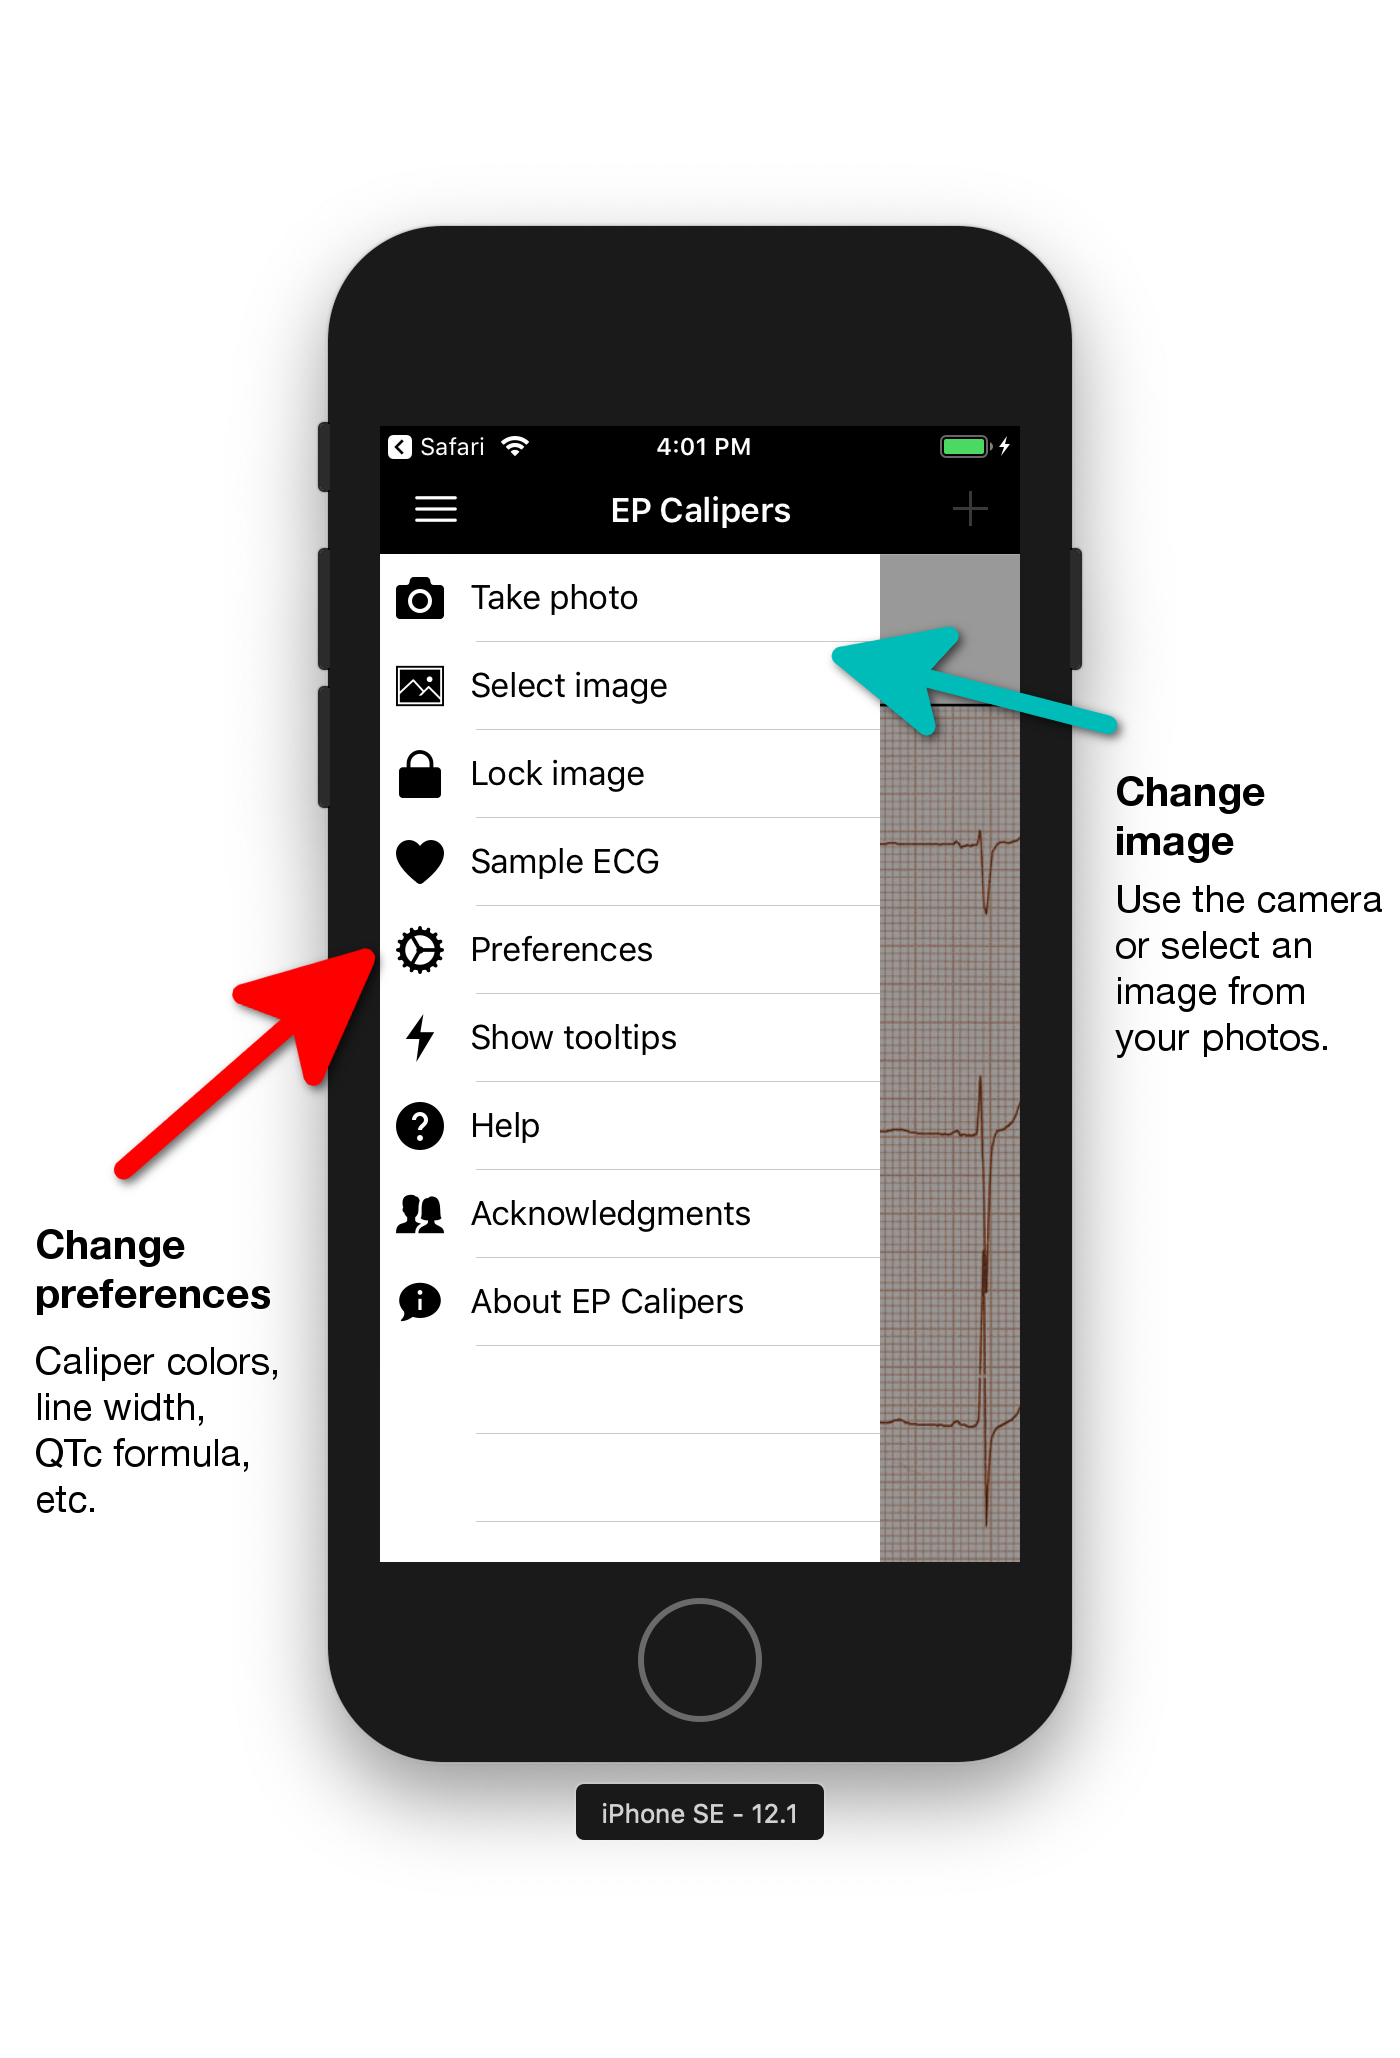 Safari
4:01 PM
EP Calipers
Take photo
Select image
Lock image
Sample ECG
Preferences
Show tooltips
Help
Acknowledgments
About EP Calipers
Change
image
Use the camera
or select an
image from
your photos.
Change
preferences
Caliper colors,
line width,
QTc formula,
etc.
iPhone SE - 12.1